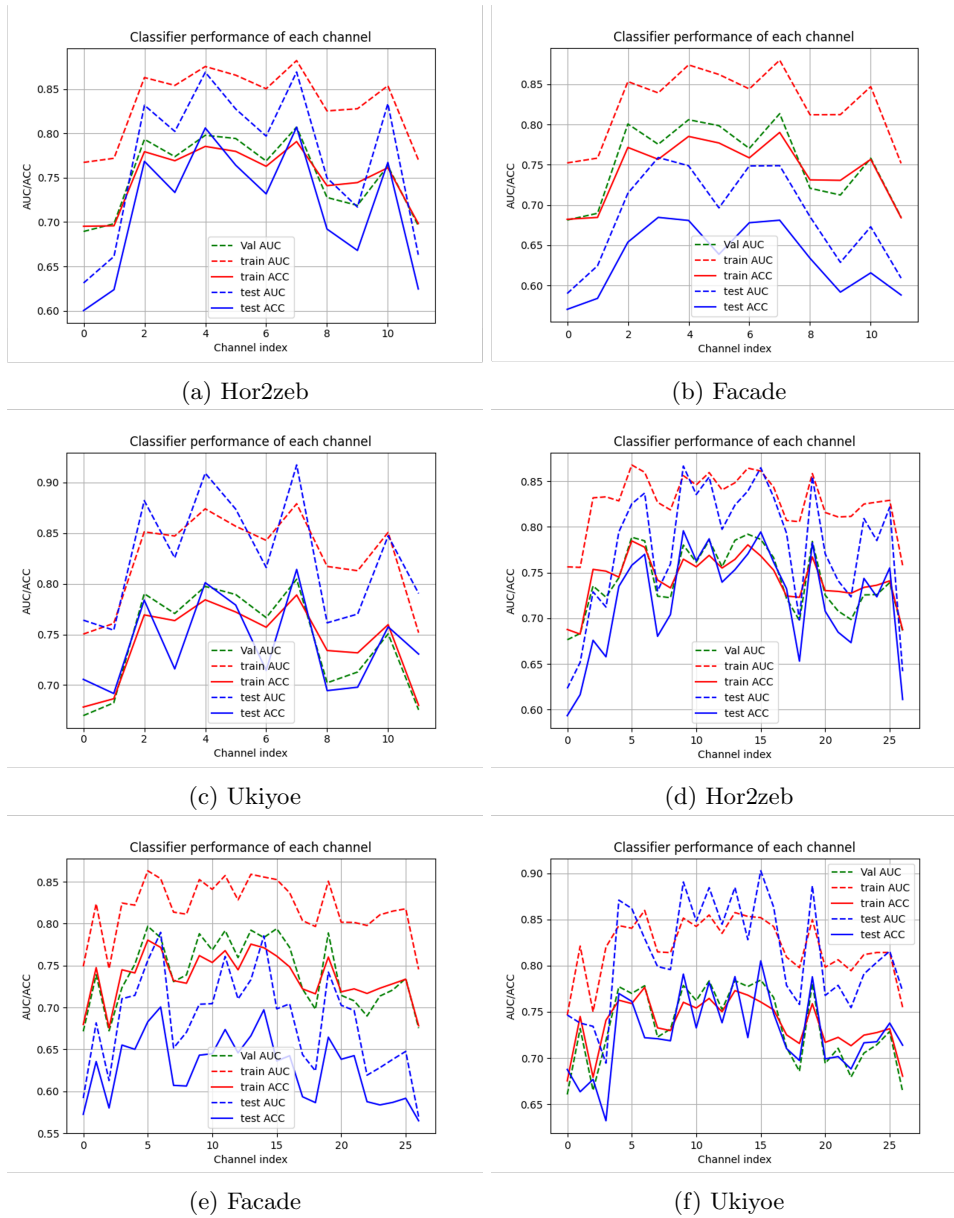 Classifier performance of each channel
AUC/ACC
0.85
0.80
0.75
0.70
0.65
0.60
Val AUC
train AUC
train ACC
test AUC
test ACC
0 2 4 6 8 10
Channel index
(a) Hor2zeb
Classifier performance of each channel
AUC/ACC
0.85
0.80
0.75
0.70
0.65
0.60
Val AUC
train AUC
train ACC
test AUC
test ACC
0 2 4 6 8 10
Channel index
(b) Facade
Classifier performance of each channel
AUC/ACC
0.90
0.85
0.80
0.75
0.70
Val AUC
train AUC
train ACC
test AUC
test ACC
0 2 4 6 8 10
Channel index
(c) Ukiyoe
Classifier performance of each channel
AUC/ACC
0.85
0.80
0.75
0.70
0.65
0.60
Val AUC
train AUC
train ACC
test AUC
test ACC
0 5 10 15 20 25
Channel index
(d) Hor2zeb
Classifier performance of each channel
AUC/ACC
0.85
0.80
0.75
0.70
0.65
0.60
0.55
Val AUC
train AUC
train ACC
test AUC
test ACC
0 5 10 15 20 25
Channel index
(e) Facade
Classifier performance of each channel
AUC/ACC
0.90
0.85
0.80
0.75
0.70
0.65
Val AUC
train AUC
train ACC
test AUC
test ACC
0 5 10 15 20 25
Channel index
(f) Ukiyoe